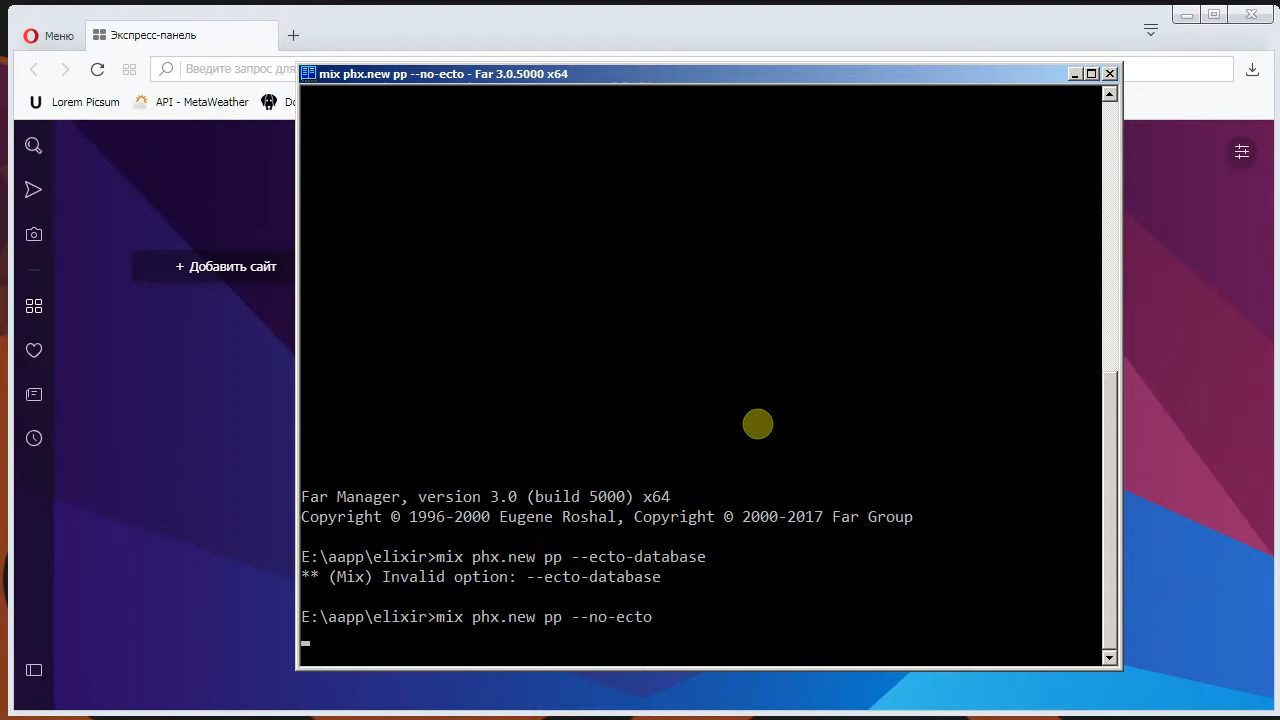 Меню
Экспресс-панель
Введите запрос для
Lorem Picsum
API - MetaWeather
mix phx.new pp --no-ecto - Far 3.0.5000 x64
+ Добавить сайт
Far Manager, version 3.0 (build 5000) x64
Copyright © 1996-2000 Eugene Roshal, Copyright © 2000-2017 Far Group
E:\aapp\elixir>mix phx.new pp --ecto-database
** (Mix) Invalid option: --ecto-database
E:\aapp\elixir>mix phx.new pp --no-ecto